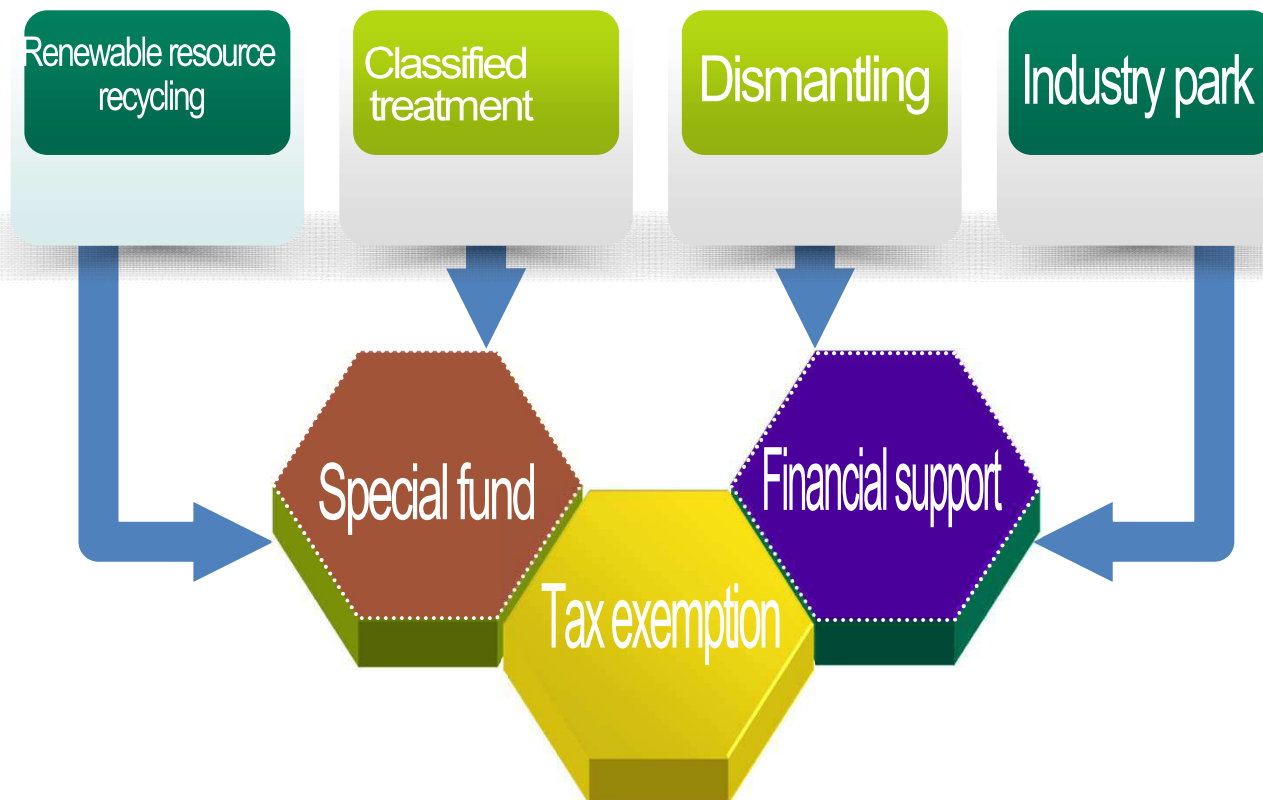 Renewable resource
recycling
Classified
treatment
Dismantling
Industry park
Special fund
Financial support
Tax exemption